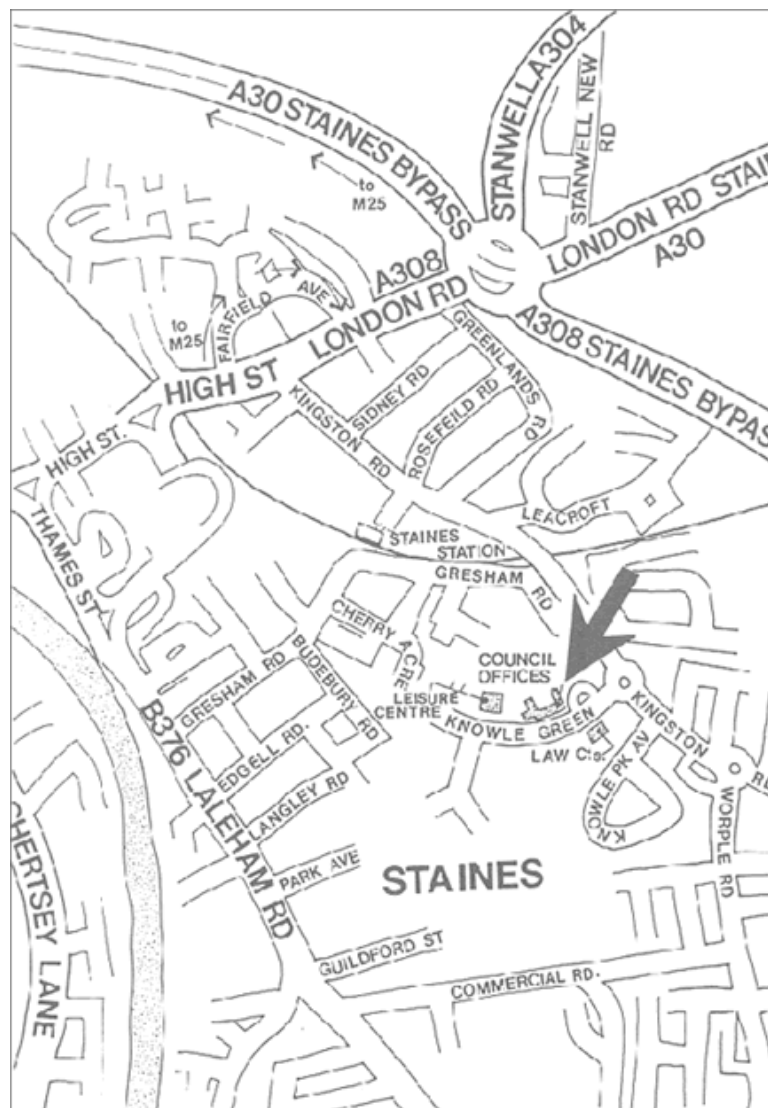 A30 STAINES BYPASS
STANWELL A304
STANWELL NEW
RD
to
M25
LONDON RD STAIN
A30
A308
LONDON RD
A308 STAINES BYPAS
to
M25
FAIRFIELD
AVE
HIGH ST
GREENLANDS RD
SIDNEY RD
ROSEFEILD RD
KINGSTON RD
HIGH ST.
THAMES ST
LEACROFT
STAINES
STATION
GRESHAM
RD
CHERRY ACRE
BUDEBURY RD
COUNCIL
OFFICES
GRESHAM RD
LEISURE
CENTRE
KNOWLE GREEN
LAW Cts.
KINGSTON
RD
B376 LALEHAM RD
EDGELL RD.
LANGLEY RD
KNOWLE PK AV
WORPLE RD
PARK AVE
STAINES
CHERTSEY LANE
GUILDFORD ST
COMMERCIAL RD.